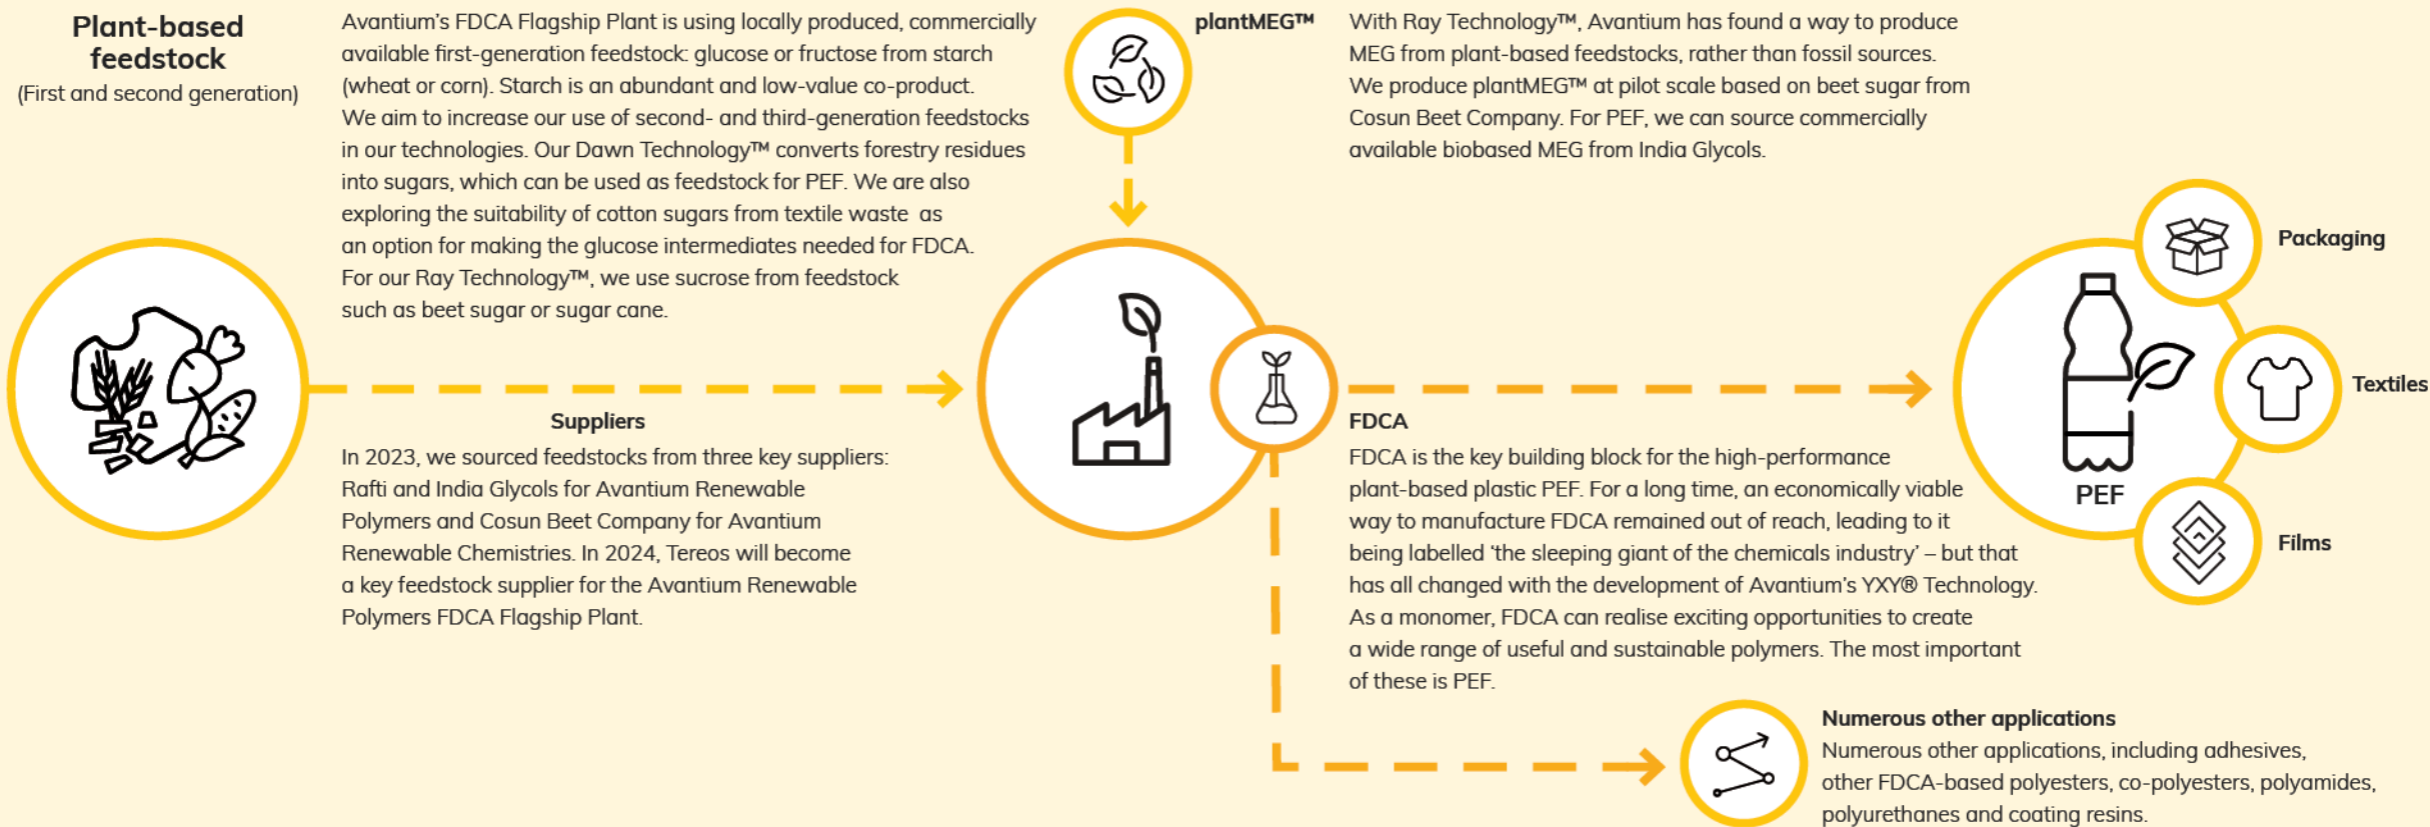 Plant-based
feedstock
(First and second generation)
Avantium's FDCA Flagship Plant is using locally produced, commercially
available first-generation feedstock: glucose or fructose from starch
(wheat or corn). Starch is an abundant and low-value co-product.
We aim to increase our use of second- and third-generation feedstocks
in our technologies. Our Dawn Technology™ converts forestry residues
into sugars, which can be used as feedstock for PEF. We are also
exploring the suitability of cotton sugars from textile waste as
an option for making the glucose intermediates needed for FDCA.
For our Ray Technology™, we use sucrose from feedstock
such as beet sugar or sugar cane.
Suppliers
In 2023, we sourced feedstocks from three key suppliers:
Rafti and India Glycols for Avantium Renewable
Polymers and Cosun Beet Company for Avantium
Renewable Chemistries. In 2024, Tereos will become
a key feedstock supplier for the Avantium Renewable
Polymers FDCA Flagship Plant.
plantMEG™
With Ray Technology™, Avantium has found a way to produce
MEG from plant-based feedstocks, rather than fossil sources.
We produce plantMEG™ at pilot scale based on beet sugar from
Cosun Beet Company. For PEF, we can source commercially
available biobased MEG from India Glycols.
FDCA
FDCA is the key building block for the high-performance
plant-based plastic PEF. For a long time, an economically viable
way to manufacture FDCA remained out of reach, leading to it
being labelled 'the sleeping giant of the chemicals industry' – but that
has all changed with the development of Avantium's YXY® Technology.
As a monomer, FDCA can realise exciting opportunities to create
a wide range of useful and sustainable polymers. The most important
of these is PEF.
PEF
Packaging
Textiles
Films
Numerous other applications
Numerous other applications, including adhesives,
other FDCA-based polyesters, co-polyesters, polyamides,
polyurethanes and coating resins.